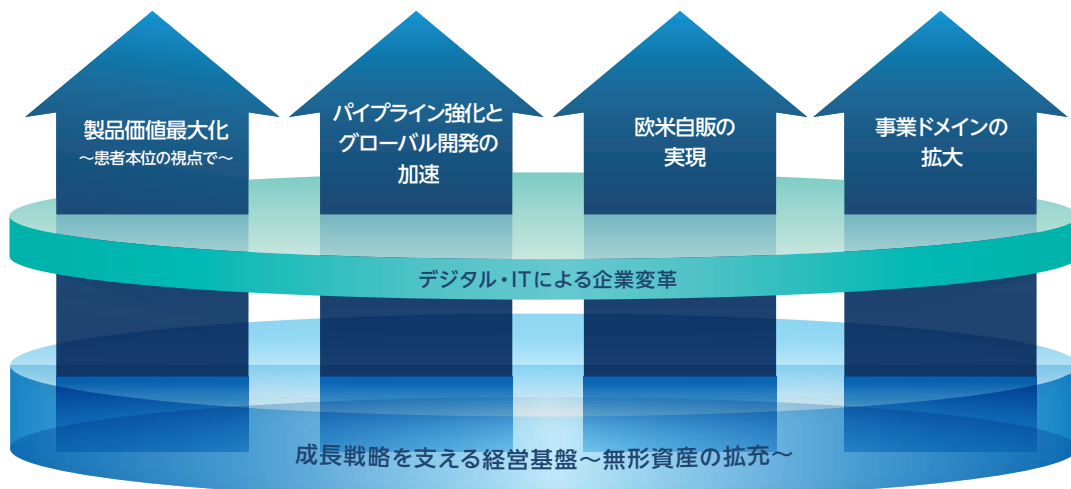 製品価値最大化
～患者本位の視点で～
パイプライン強化と
グローバル開発の
加速
欧米自販の
実現
事業ドメインの
拡大
デジタル・ITによる企業変革
成長戦略を支える経営基盤～無形資産の拡充～